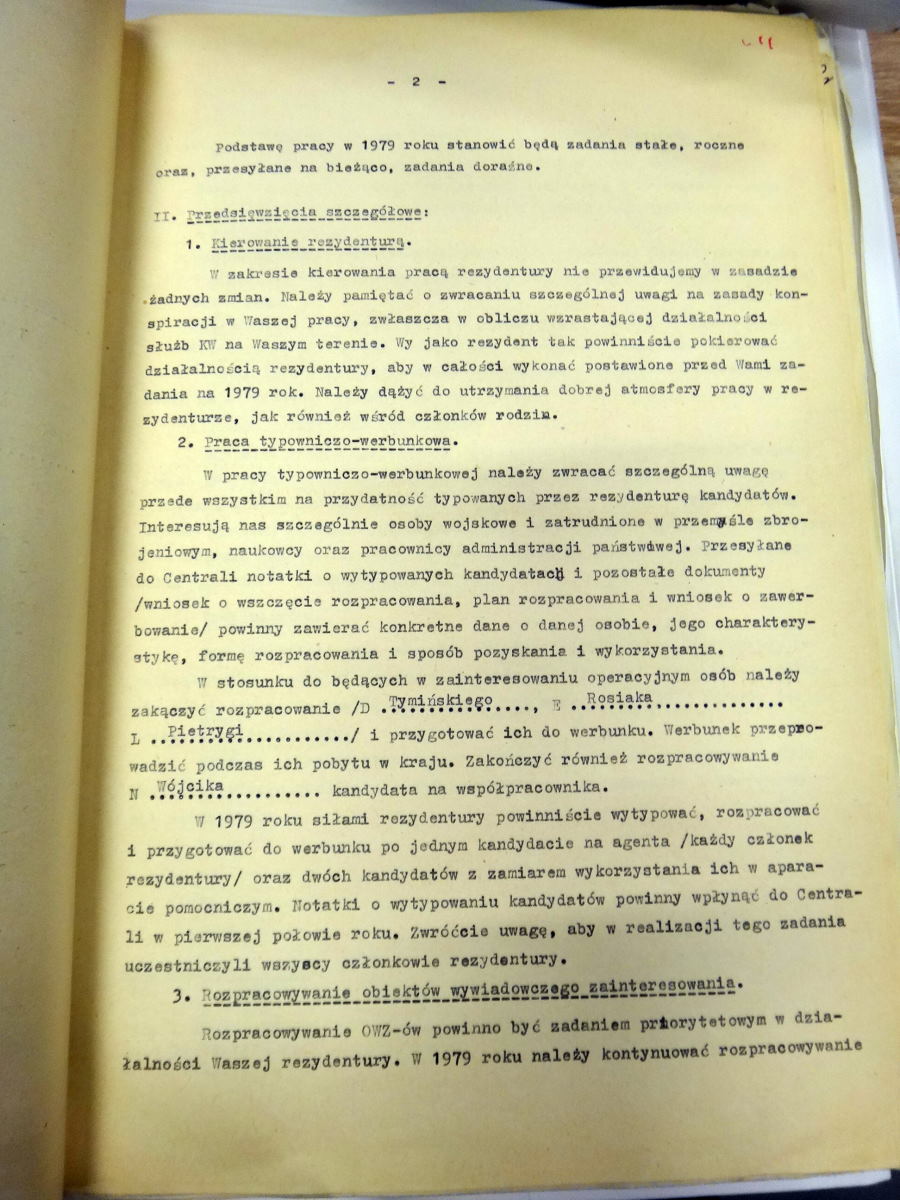 - 2 -
Podstawę pracy w 1979 roku stanowić będą zadania stałe, roczne
oraz, przesyłane na bieżąco, zadania doraźne.
II. Przedsięwzięcia szczegółowe:
1. Kierowanie rezydenturą.
W zakresie kierowania pracą rezydentury nie przewidujemy w zasadzie
żadnych zmian. Należy pamiętać o zwracaniu szczególnej uwagi na zasady kon-
spiracji w Waszej pracy, zwłaszcza w obliczu wzrastającej działalności
służb KW na Waszym terenie. Wy jako rezydent tak powinniście pokierować
działalnością rezydentury, aby w całości wykonać postawione przed Wami za-
dania na 1979 rok. Należy dążyć do utrzymania dobrej atmosfery pracy w re-
zydenturze, jak również wśród członków rodzin.
2. Praca typowniczo-werbunkowa.
W pracy typowniczo-werbunkowej należy zwracać szczególną uwagę
przede wszystkim na przydatność typowanych przez rezydenturę kandydatów.
Interesują nas szczególnie osoby wojskowe i zatrudnione w przemyśle zbro-
jeniowym, naukowcy oraz pracownicy administracji państwowej. Przesyłane
do Centrali notatki o wytypowanych kandydatach i pozostałe dokumenty
/wniosek o wszczęcie rozpracowania, plan rozpracowania i wniosek o zawer-
bowanie/ powinny zawierać konkretne dane o danej osobie, jego charaktery-
stykę, formę rozpracowania i sposób pozyskania i wykorzystania.
W stosunku do będących w zainteresowaniu operacyjnym osób należy
zakączyć rozpracowanie /D Tymińskiego....., E ..Rosiaka.............
L ..Pietrygi.........../ i przygotować ich do werbunku. Werbunek przepro-
wadzić podczas ich pobytu w kraju. Zakończyć również rozpracowywanie
N .Wójcika.......... kandydata na współpracownika.
W 1979 roku siłami rezydentury powinniście wytypować, rozpracować
i przygotować do werbunku po jednym kandydacie na agenta /każdy członek
rezydentury/ oraz dwóch kandydatów z zamiarem wykorzystania ich w apara-
cie pomocniczym. Notatki o wytypowaniu kandydatów powinny wpłynąć do Centra-
li w pierwszej połowie roku. Zwróćcie uwagę, aby w realizacji tego zadania
uczestniczyli wszyscy członkowie rezydentury.
3. Rozpracowywanie obiektów wywiadowczego zainteresowania.
Rozpracowywanie OWZ-ów powinno być zadaniem priorytetowym w dzia-
łalności Waszej rezydentury. W 1979 roku należy kontynuować rozpracowywanie